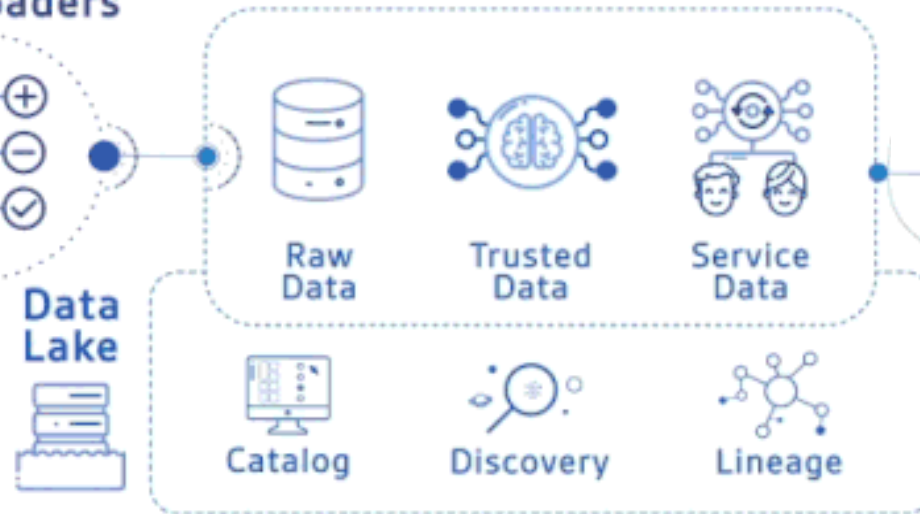 Raw
Data
Trusted
Data
Service
Data
Data
Lake
Catalog
Discovery
Lineage